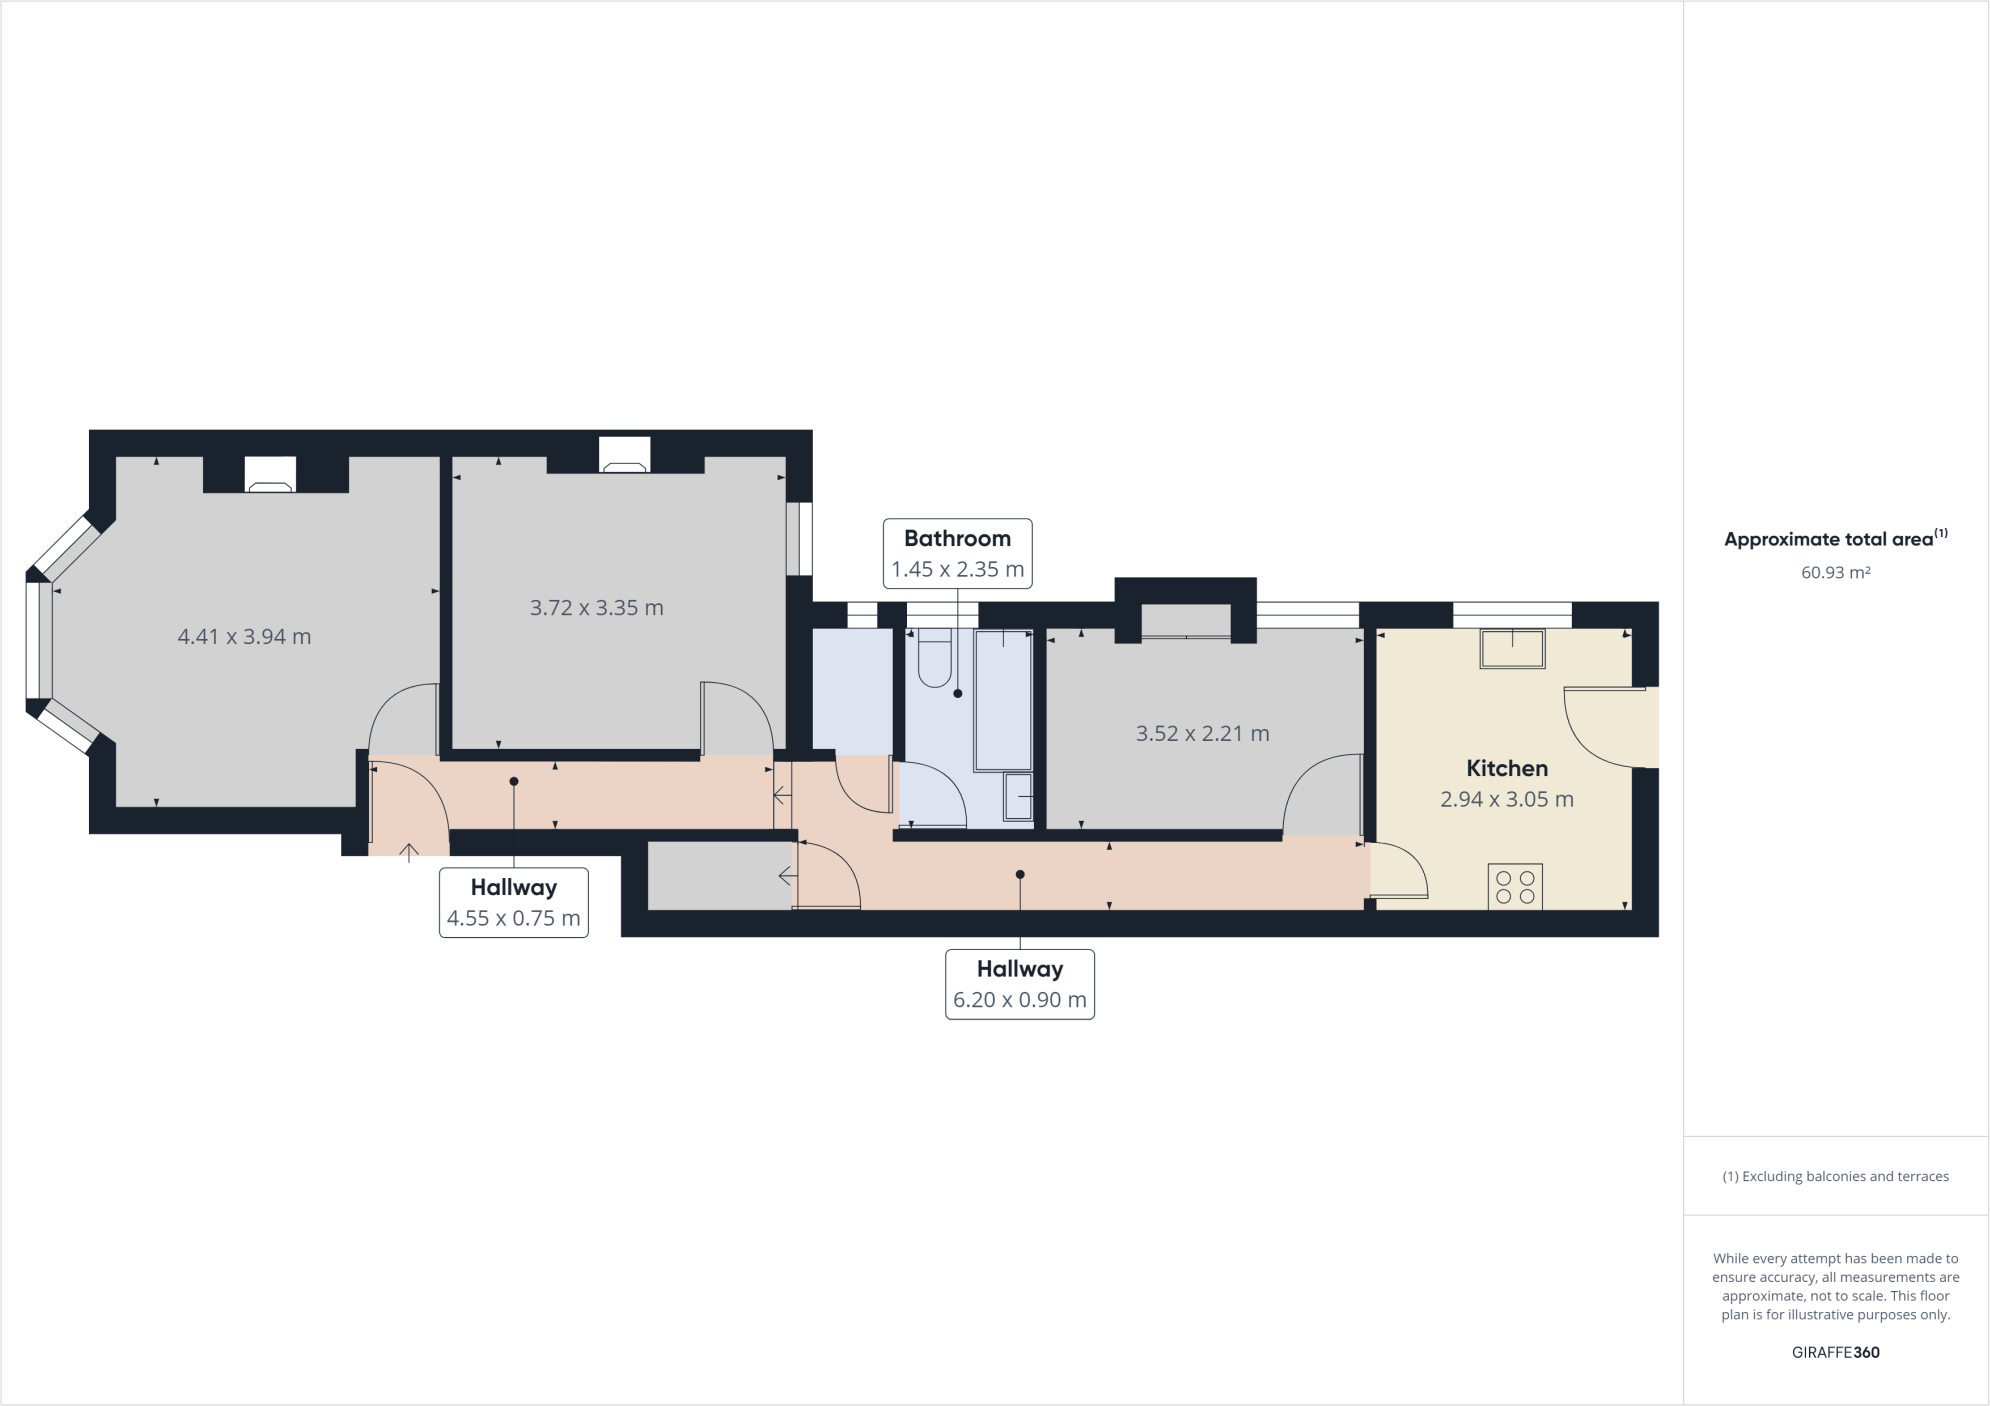 4.41 x 3.94 m
3.72 x 3.35 m
Bathroom
1.45 x 2.35 m
3.52 x 2.21 m
Kitchen
2.94 x 3.05 m
Hallway
4.55 x 0.75 m
Hallway
6.20 x 0.90 m
Approximate total area(1)
60.93 m²
(1) Excluding balconies and terraces
While every attempt has been made to
ensure accuracy, all measurements are
approximate, not to scale. This floor
plan is for illustrative purposes only.
GIRAFFE360